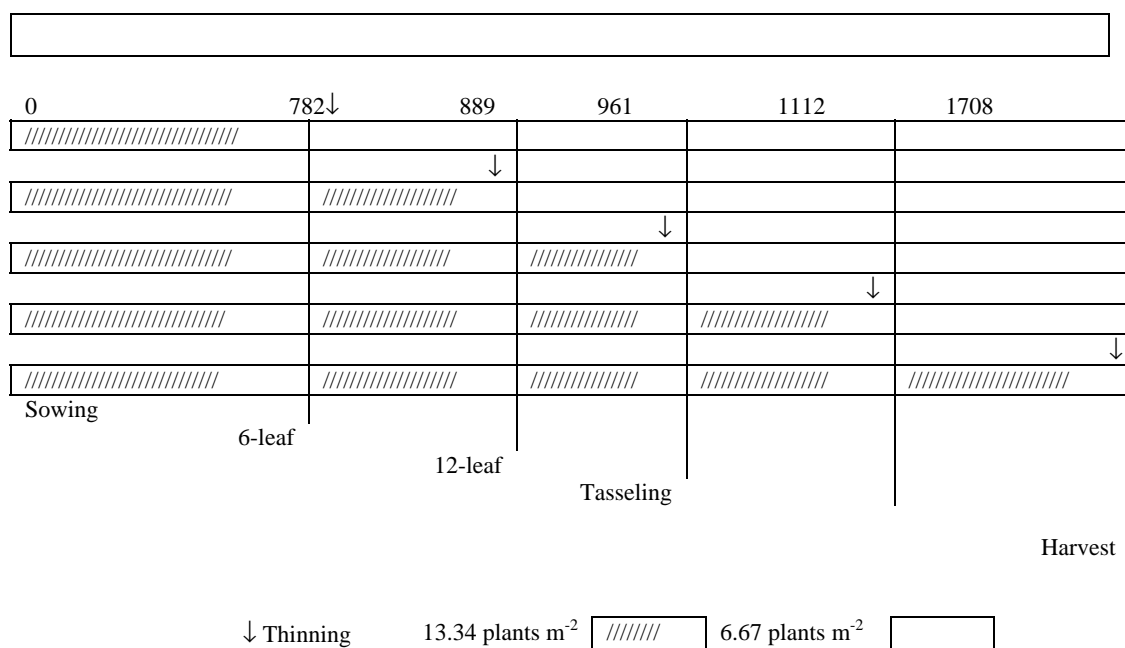 0 782↓ 889 961 1112 1708
////////////////////////////////
↓
/////////////////////////////// ////////////////////
↓
/////////////////////////////// /////////////////// ////////////////
↓
////////////////////////////// //////////////////// //////////////// ///////////////////
↓
///////////////////////////// //////////////////// //////////////// /////////////////// ////////////////////////
Sowing
6-leaf
12-leaf
Tasseling
Harvest
↓ Thinning 13.34 plants m⁻² //////// 6.67 plants m⁻²